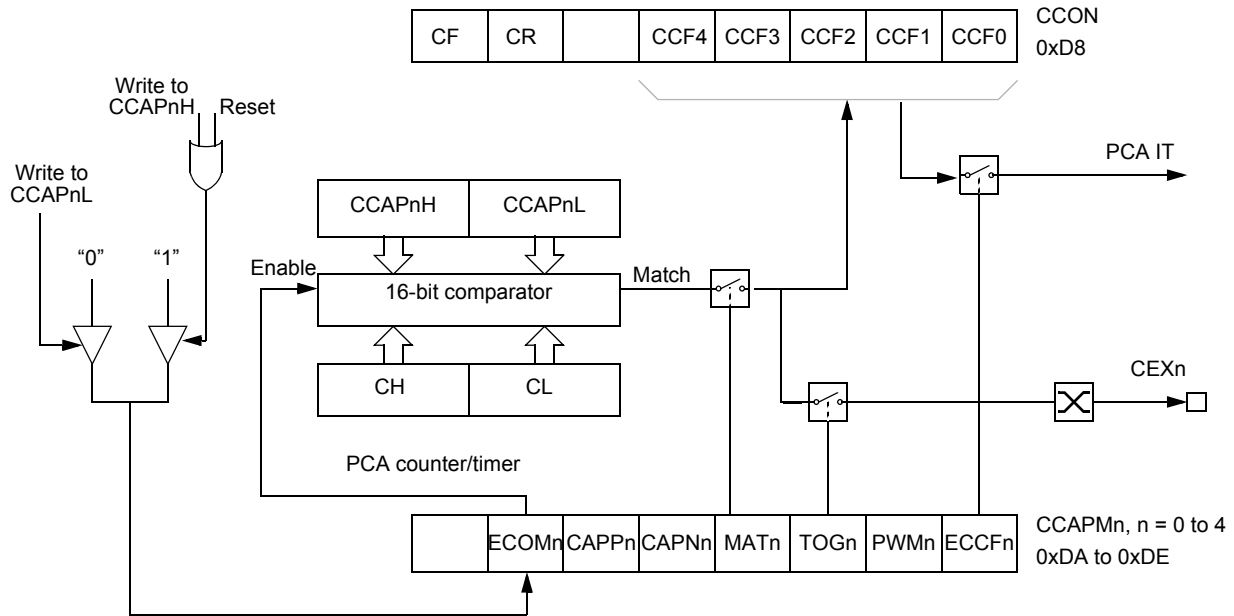 CCON
0xD8
CF CR CCF4 CCF3 CCF2 CCF1 CCF0
Write to
CCAPnH Reset
Write to
CCAPnL
PCA IT
CCAPnH CCAPnL
“0” “1”
Enable
16-bit comparator
Match
CH CL
CEXn
PCA counter/timer
ECOMn CAPPn CAPNn MATn TOGn PWMn ECCFn
CCAPMn, n = 0 to 4
0xDA to 0xDE